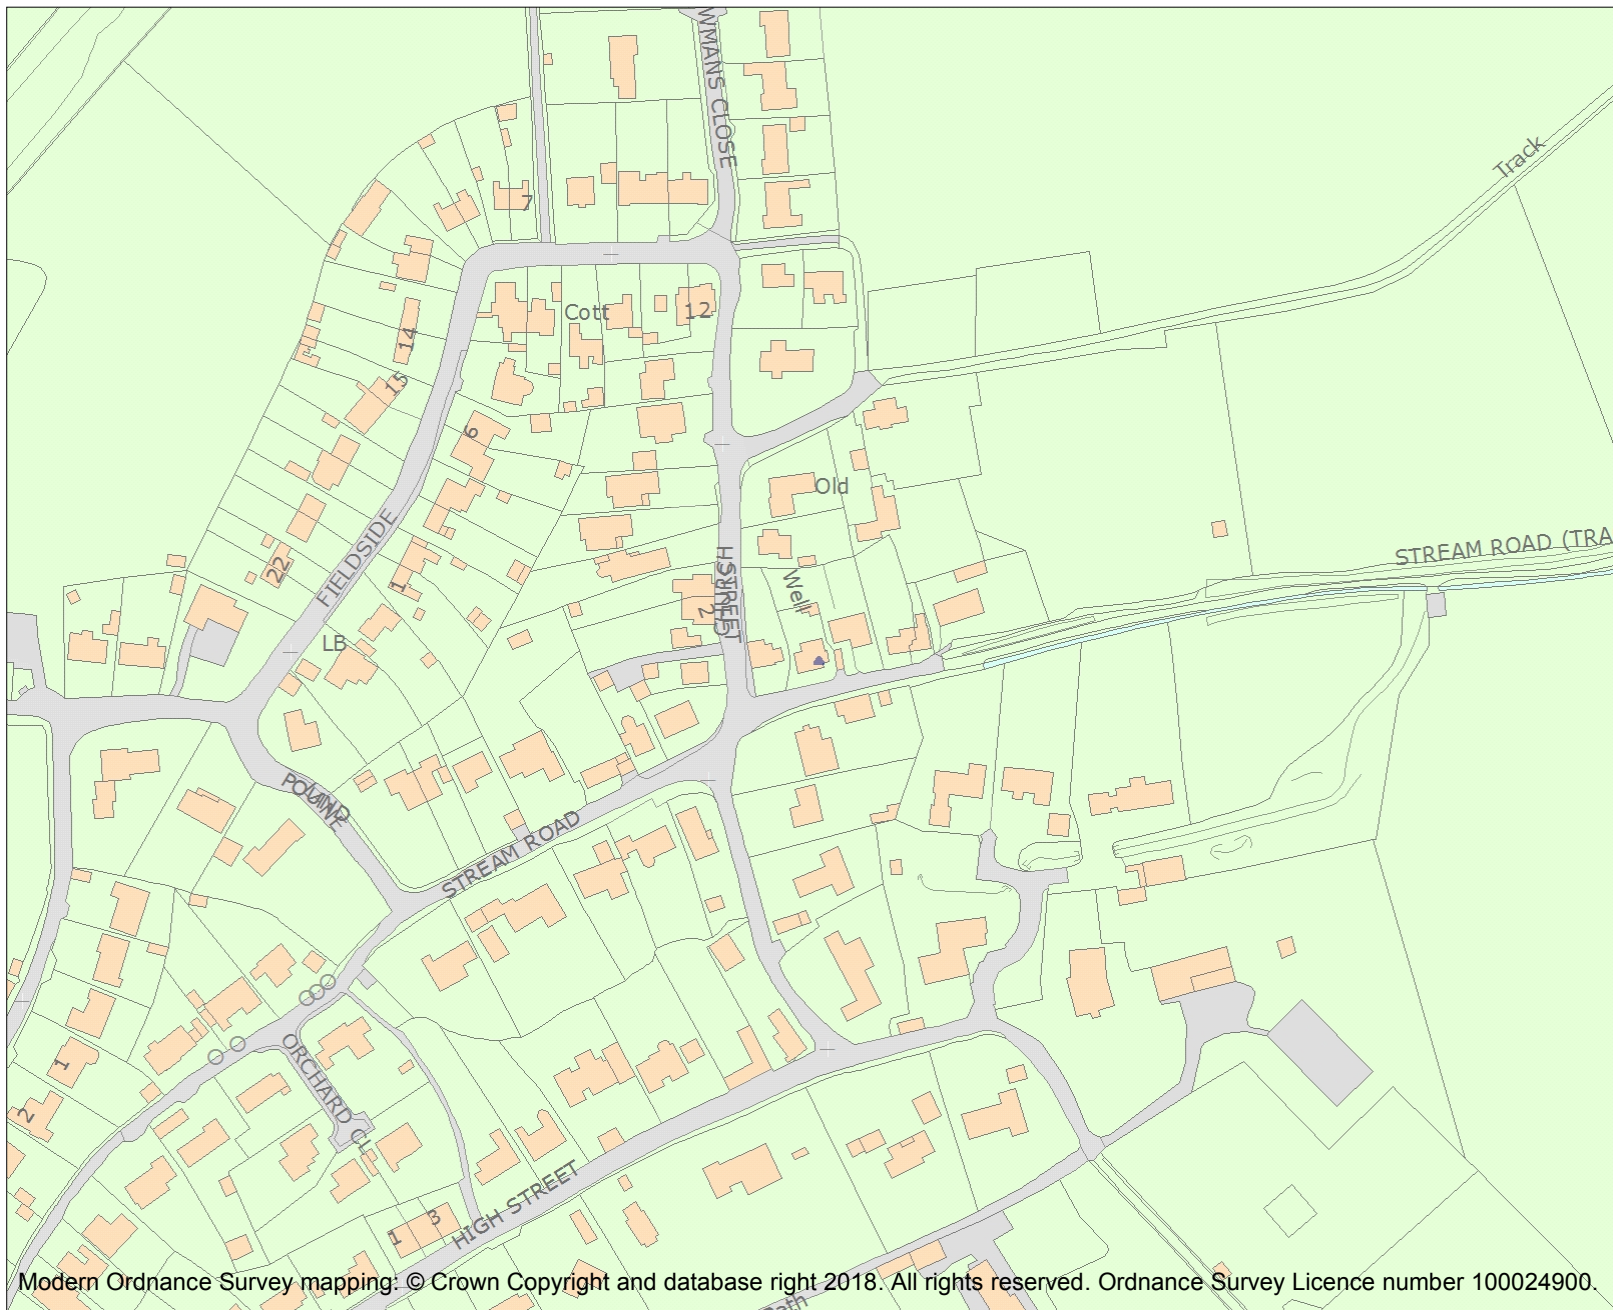 WMANS CLOSE
Track
7
Cott
12
14
15
6
Old
STREAM ROAD (TRA
FIELDSIDE
22
1
Well
STREET
2
LB
POUND
LANE
STREAM ROAD
1
2
ORCHARD CL
HIGH STREET
1
3
Modern Ordnance Survey mapping: © Crown Copyright and database right 2018. All rights reserved. Ordnance Survey Licence number 100024900.